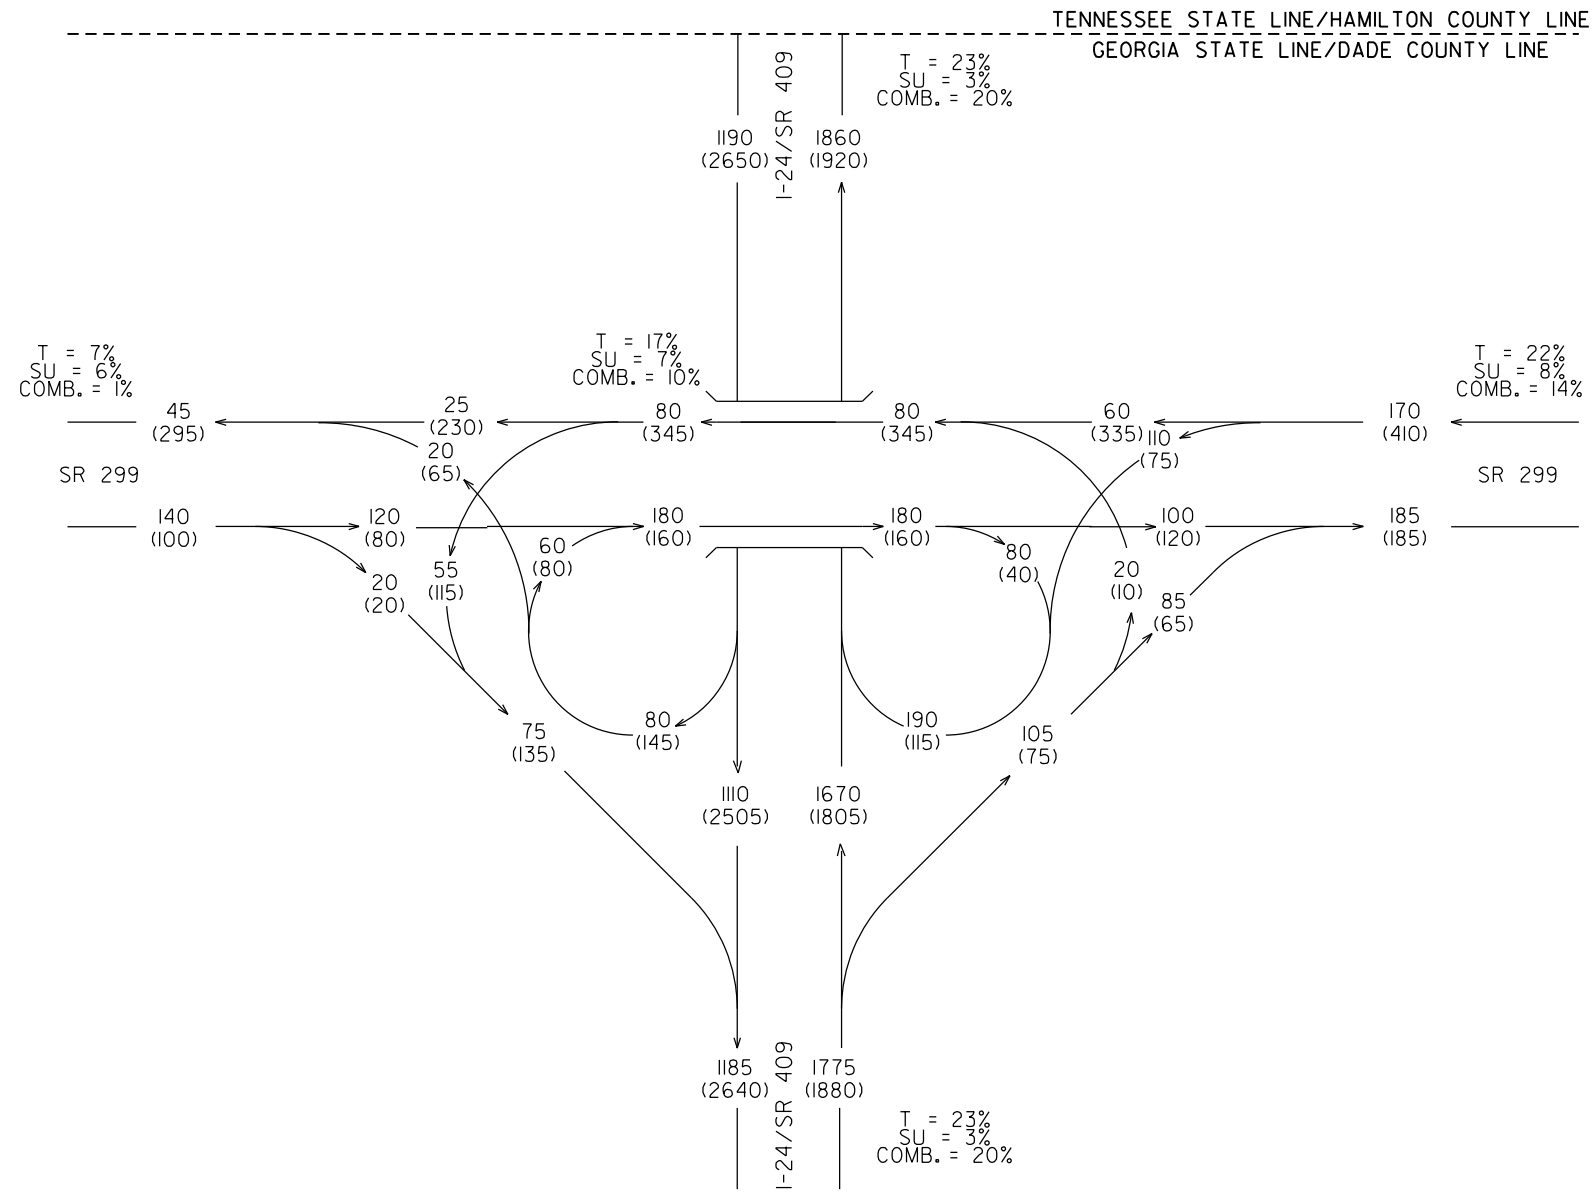 TENNESSEE STATE LINE/HAMILTON COUNTY LINE
GEORGIA STATE LINE/DADE COUNTY LINE
I-24/SR 409
T = 23%
SU = 3%
COMB. = 20%
1190
(2650)
1860
(1920)
T = 7%
SU = 6%
COMB. = 1%
T = 17%
SU = 7%
COMB. = 10%
T = 22%
SU = 8%
COMB. = 14%
45
(295)
25
(230)
80
(345)
80
(345)
60
(335)
170
(410)
20
(65)
110
(75)
SR 299
SR 299
140
(100)
120
(80)
180
(160)
180
(160)
100
(120)
185
(185)
60
(80)
80
(40)
20
(20)
55
(115)
20
(10)
85
(65)
75
(135)
80
(145)
190
(115)
105
(75)
1110
(2505)
1670
(1805)
1185
(2640)
I-24/SR 409
1775
(1880)
T = 23%
SU = 3%
COMB. = 20%